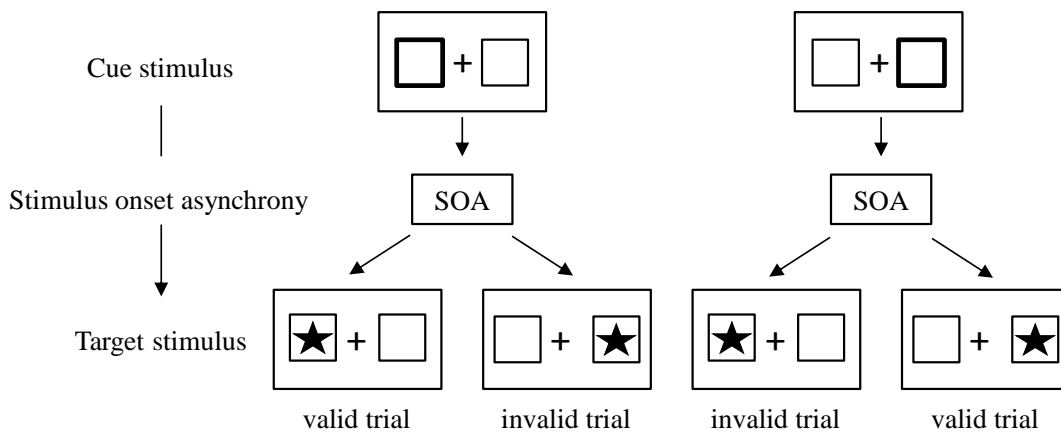 Cue stimulus
+
+
Stimulus onset asynchrony
SOA
SOA
Target stimulus
+
+
+
+
valid trial
invalid trial
invalid trial
valid trial